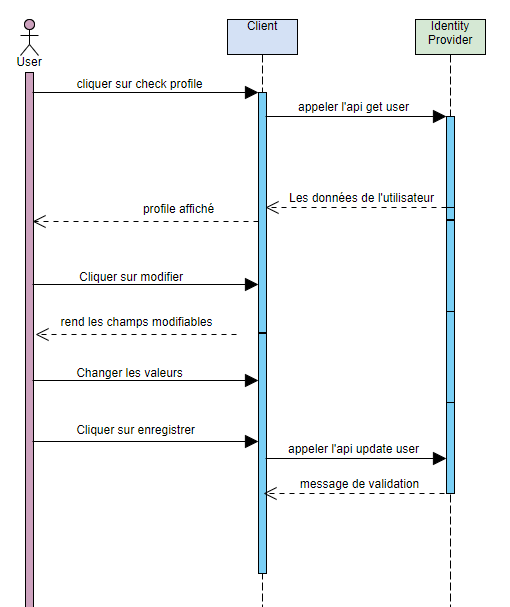 Client
Identity
Provider
User
cliquer sur check profile
appeler l'api get user
Les données de l'utilisateur
profile affiché
Cliquer sur modifier
rend les champs modifiables
Changer les valeurs
Cliquer sur enregistrer
appeler l'api update user
message de validation